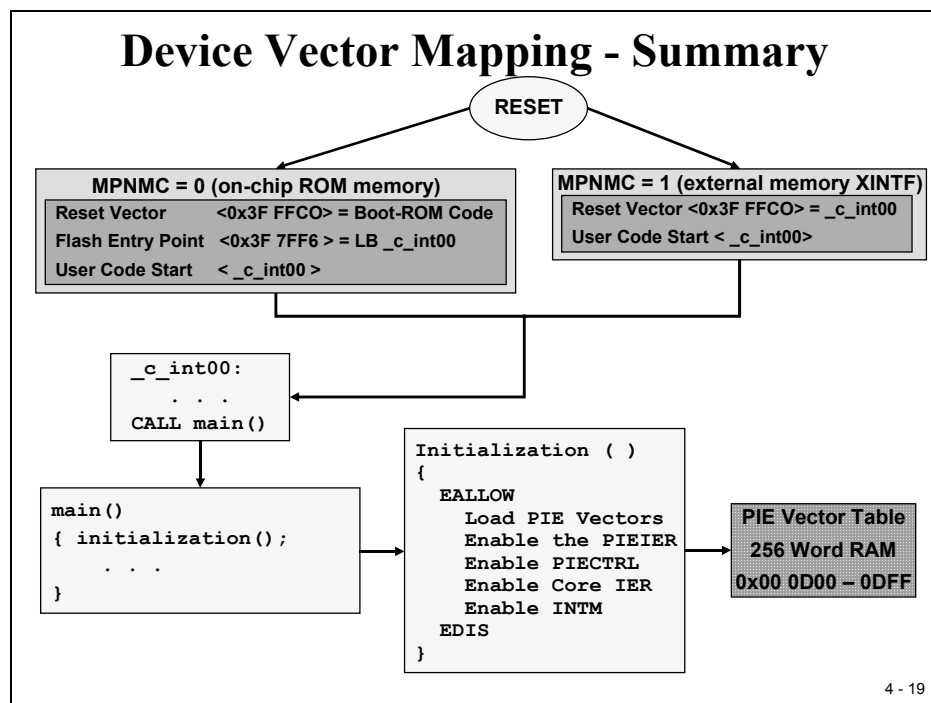 Device Vector Mapping - Summary
RESET
MPNMC = 0 (on-chip ROM memory)
Reset Vector <0x3F FFCO> = Boot-ROM Code
Flash Entry Point <0x3F 7FF6 > = LB _c_int00
User Code Start < _c_int00 >
MPNMC = 1 (external memory XINTF)
Reset Vector <0x3F FFCO> = _c_int00
User Code Start < _c_int00>
_c_int00:
. . .
CALL main()
main()
{ initialization();
. . .
}
Initialization ( )
{
EALLOW
Load PIE Vectors
Enable the PIEIER
Enable PIECTRL
Enable Core IER
Enable INTM
EDIS
}
PIE Vector Table
256 Word RAM
0x00 0D00 – 0DFF
4 - 19